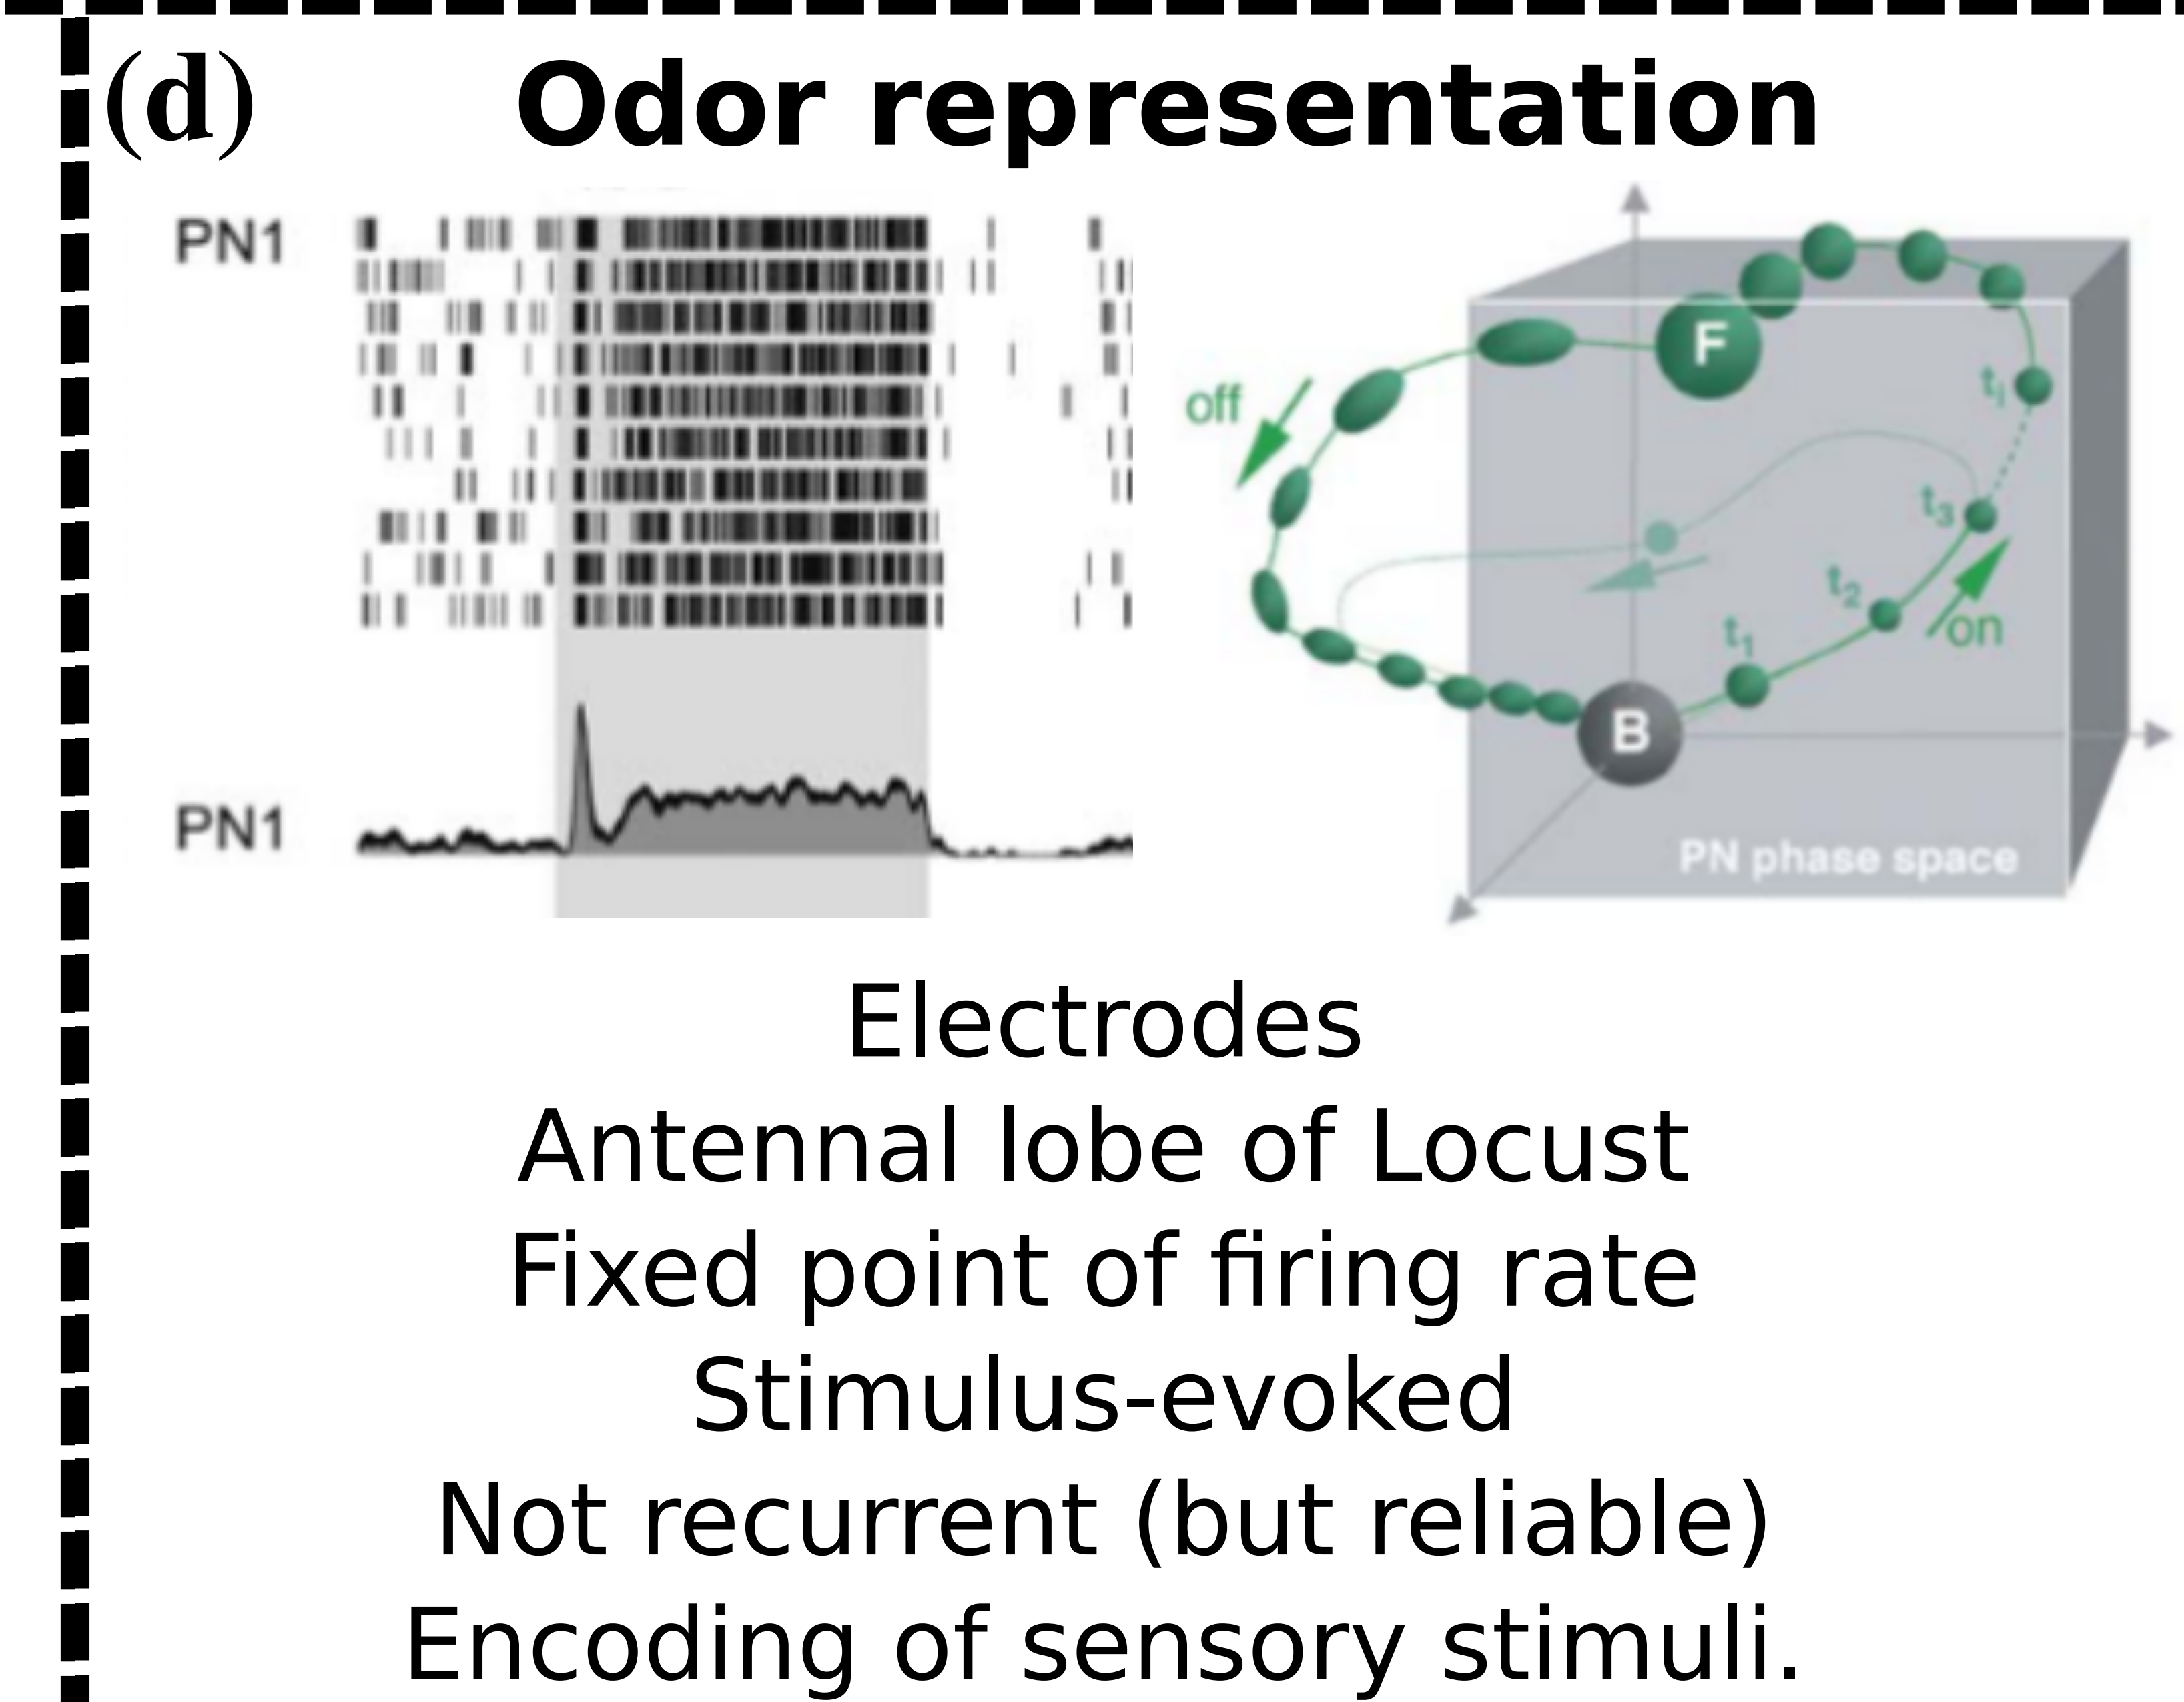 (d) Odor representation
PN1
PN1
F
off
tᵢ
t₃
t₂
on
t₁
B
PN phase space
Electrodes
Antennal lobe of Locust
Fixed point of firing rate
Stimulus-evoked
Not recurrent (but reliable)
Encoding of sensory stimuli.